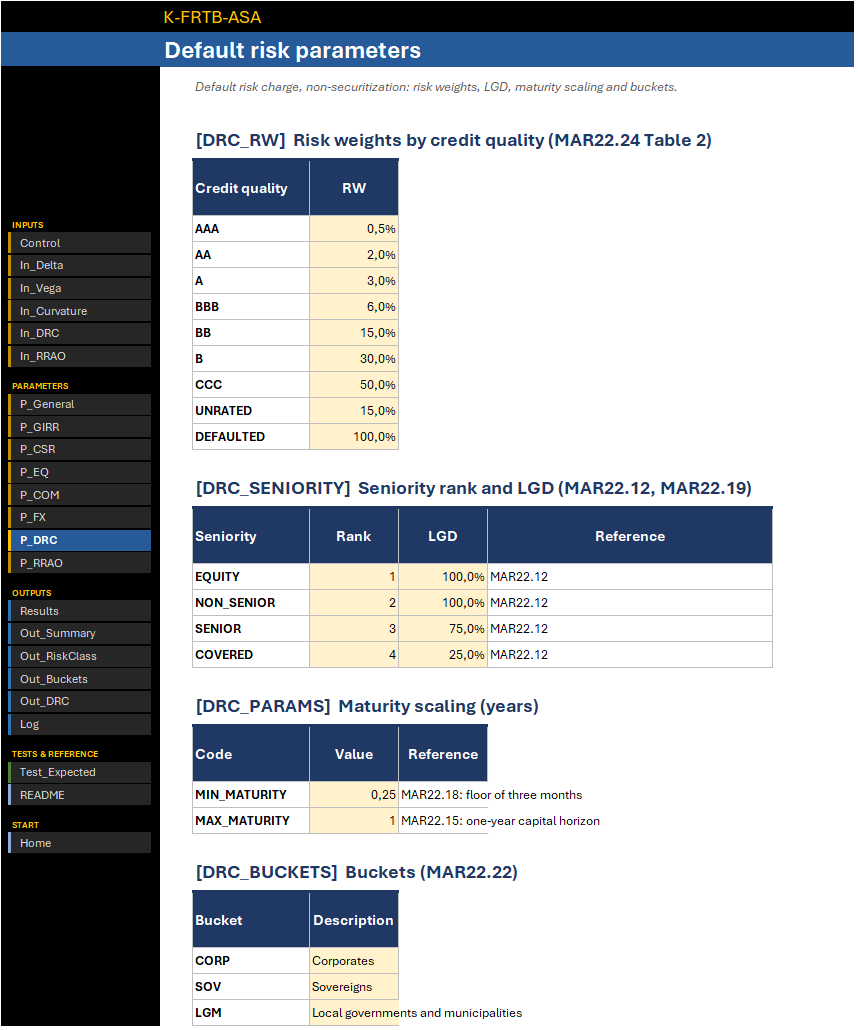 K-FRTB-ASA
Default risk parameters
Default risk charge, non-securitization: risk weights, LGD, maturity scaling and buckets.
INPUTS
Control
In_Delta
In_Vega
In_Curvature
In_DRC
In_RRAO
PARAMETERS
P_General
P_GIRR
P_CSR
P_EQ
P_COM
P_FX
P_DRC
P_RRAO
OUTPUTS
Results
Out_Summary
Out_RiskClass
Out_Buckets
Out_DRC
Log
TESTS & REFERENCE
Test_Expected
README
START
Home
[DRC_RW] Risk weights by credit quality (MAR22.24 Table 2)
Credit quality RW
AAA 0,5%
AA 2,0%
A 3,0%
BBB 6,0%
BB 15,0%
B 30,0%
CCC 50,0%
UNRATED 15,0%
DEFAULTED 100,0%
[DRC_SENIORITY] Seniority rank and LGD (MAR22.12, MAR22.19)
Seniority Rank LGD Reference
EQUITY 1 100,0% MAR22.12
NON_SENIOR 2 100,0% MAR22.12
SENIOR 3 75,0% MAR22.12
COVERED 4 25,0% MAR22.12
[DRC_PARAMS] Maturity scaling (years)
Code Value Reference
MIN_MATURITY 0,25 MAR22.18: floor of three months
MAX_MATURITY 1 MAR22.15: one-year capital horizon
[DRC_BUCKETS] Buckets (MAR22.22)
Bucket Description
CORP Corporates
SOV Sovereigns
LGM Local governments and municipalities